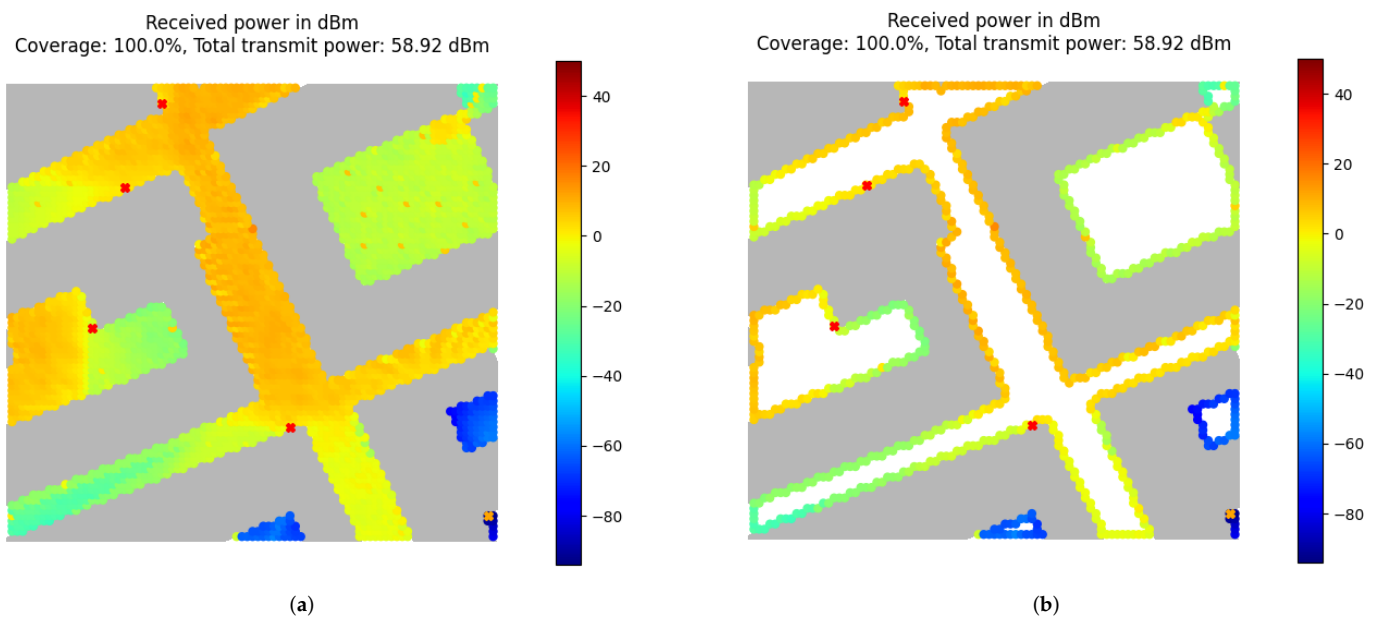 Received power in dBm
Coverage: 100.0%, Total transmit power: 58.92 dBm
40
20
0
−20
−40
−60
−80
(a)
Received power in dBm
Coverage: 100.0%, Total transmit power: 58.92 dBm
40
20
0
−20
−40
−60
−80
(b)